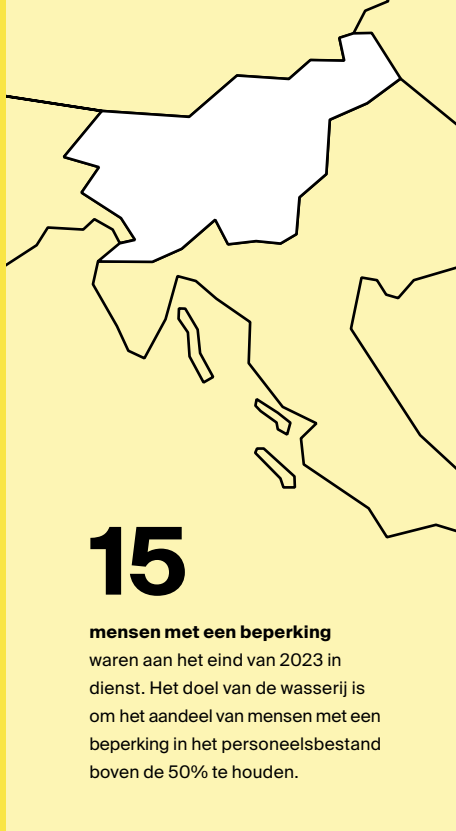 15
mensen met een beperking
waren aan het eind van 2023 in
dienst. Het doel van de wasserij is
om het aandeel van mensen met een
beperking in het personeelsbestand
boven de 50% te houden.